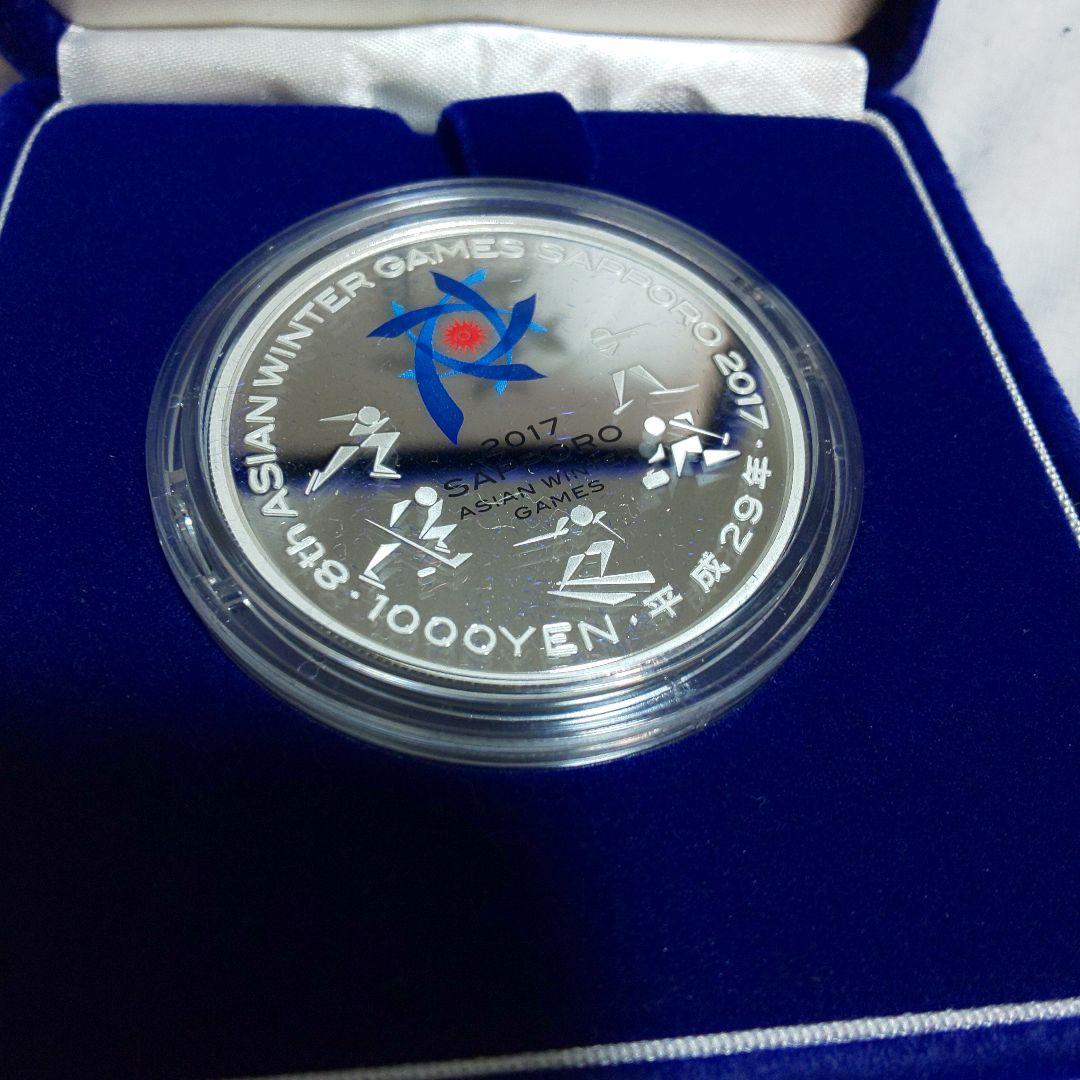 8th ASIAN WINTER GAMES SAPPORO 2017・平成29年・1000YEN・
2017
SAPPORO
ASIAN WIN
GAMES